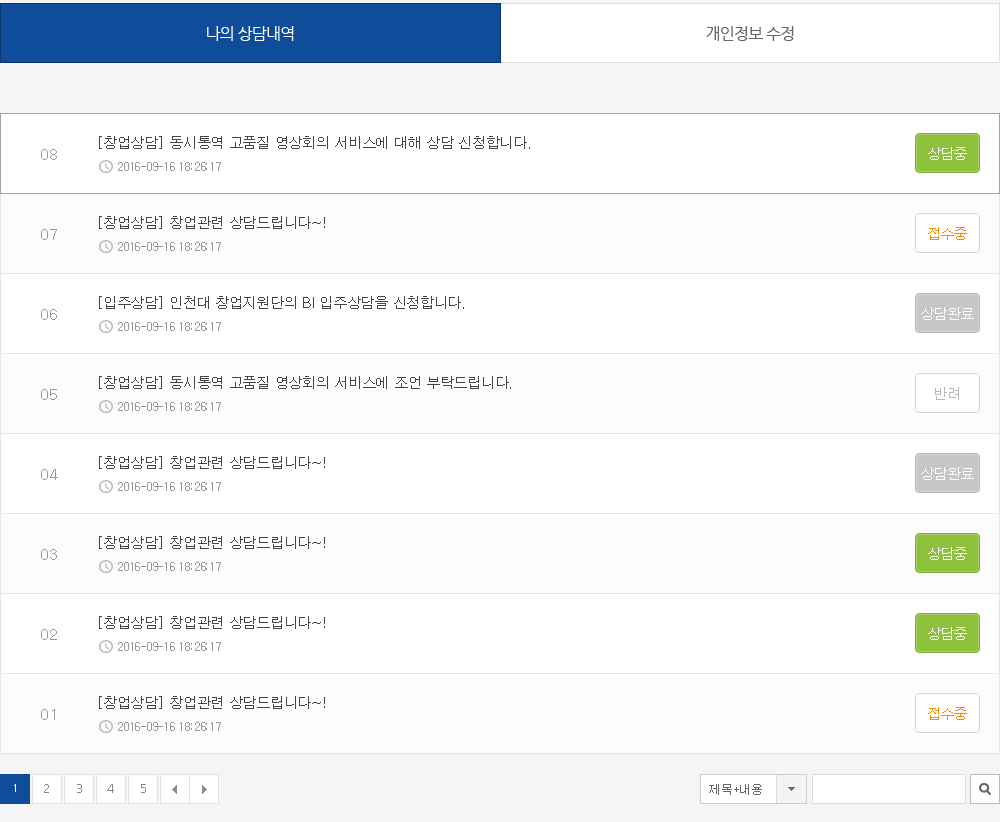 나의 상담내역
개인정보 수정
08
[창업상담] 동시통역 고품질 영상회의 서비스에 대해 상담 신청합니다.
2016-09-16 18:26:17
상담중
07
[창업상담] 창업관련 상담드립니다~!
2016-09-16 18:26:17
접수중
06
[입주상담] 인천대 창업지원단의 BI 입주상담을 신청합니다.
2016-09-16 18:26:17
상담완료
05
[창업상담] 동시통역 고품질 영상회의 서비스에 조언 부탁드립니다.
2016-09-16 18:26:17
반려
04
[창업상담] 창업관련 상담드립니다~!
2016-09-16 18:26:17
상담완료
03
[창업상담] 창업관련 상담드립니다~!
2016-09-16 18:26:17
상담중
02
[창업상담] 창업관련 상담드립니다~!
2016-09-16 18:26:17
상담중
01
[창업상담] 창업관련 상담드립니다~!
2016-09-16 18:26:17
접수중
1 2 3 4 5
제목+내용